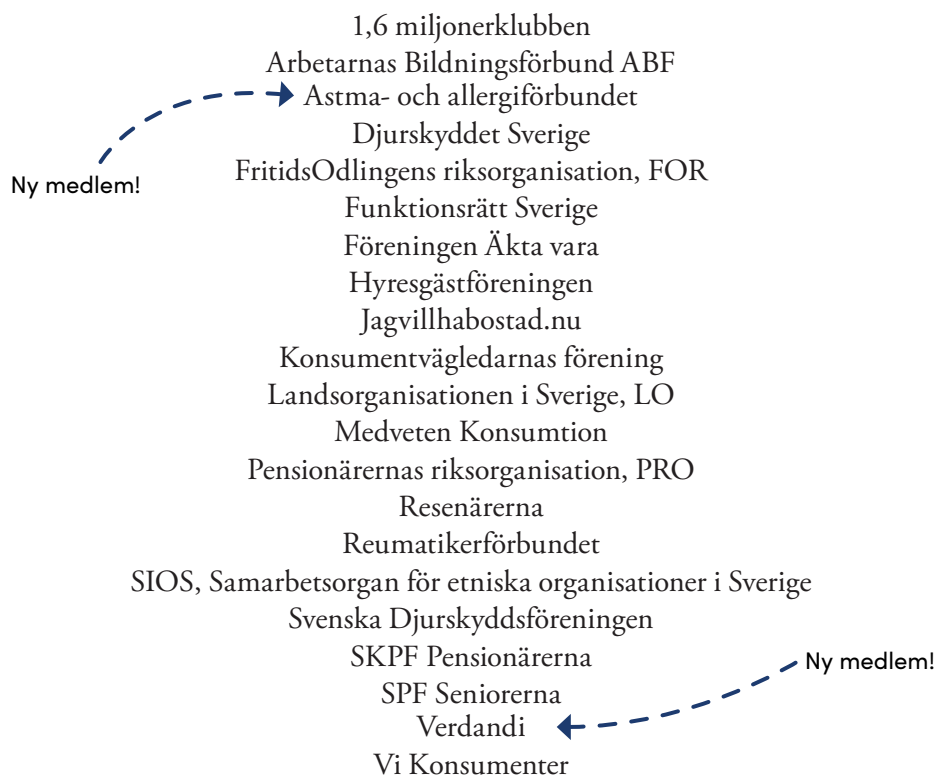 1,6 miljonerklubben
Arbetarnas Bildningsförbund ABF
Astma- och allergiförbundet
Djurskyddet Sverige
FritidsOdlingens riksorganisation, FOR
Ny medlem!
Funktionsrätt Sverige
Föreningen Äkta vara
Hyresgästföreningen
Jagvillhabostad.nu
Konsumentvägledarnas förening
Landsorganisationen i Sverige, LO
Medveten Konsumtion
Pensionärernas riksorganisation, PRO
Resenärerna
Reumatikerförbundet
SIOS, Samarbetsorgan för etniska organisationer i Sverige
Svenska Djurskyddsföreningen
SKPF Pensionärerna
Ny medlem!
SPF Seniorerna
Verdandi
Vi Konsumenter